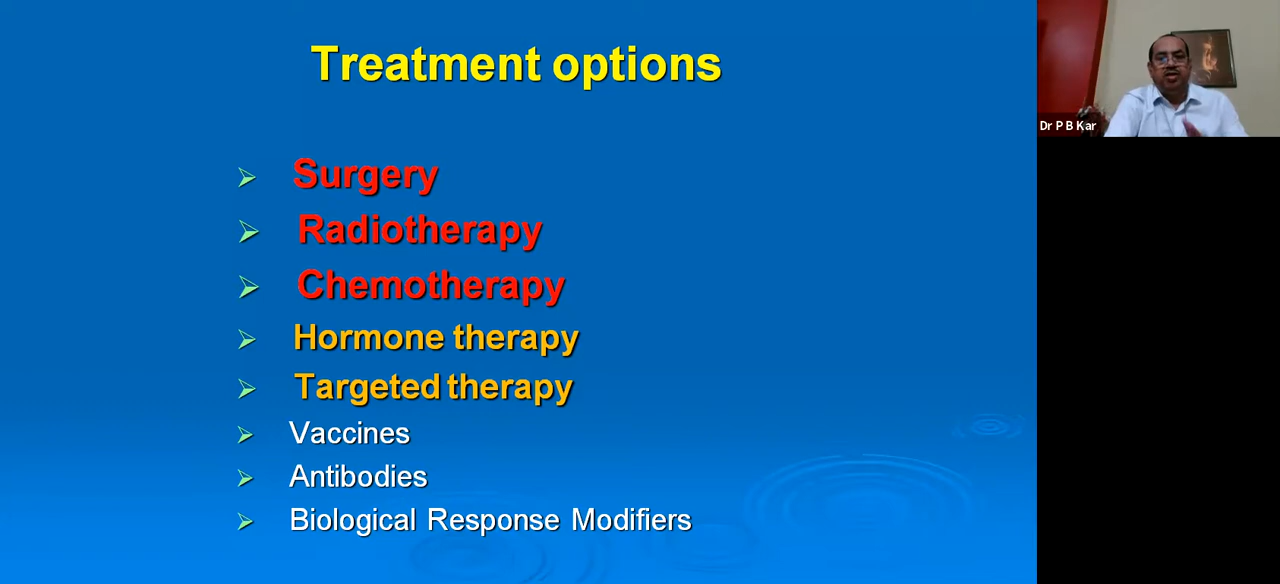 Treatment options
Surgery
Radiotherapy
Chemotherapy
Hormone therapy
Targeted therapy
Vaccines
Antibodies
Biological Response Modifiers
Dr P B Kar